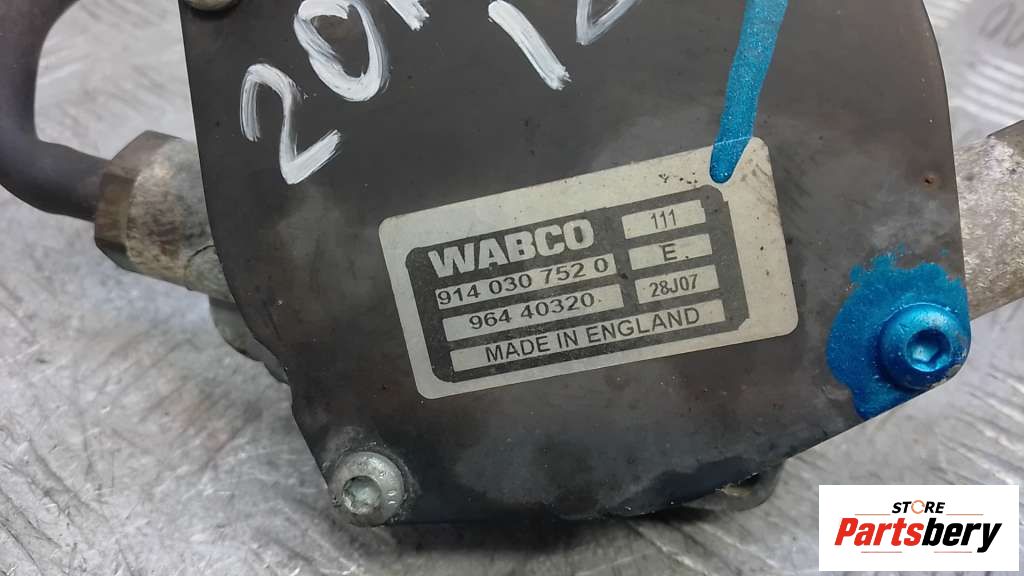 WABCO
111
914 030 752 0
E.
964 40320.
28J07
MADE IN ENGLAND
STORE
Partsbery